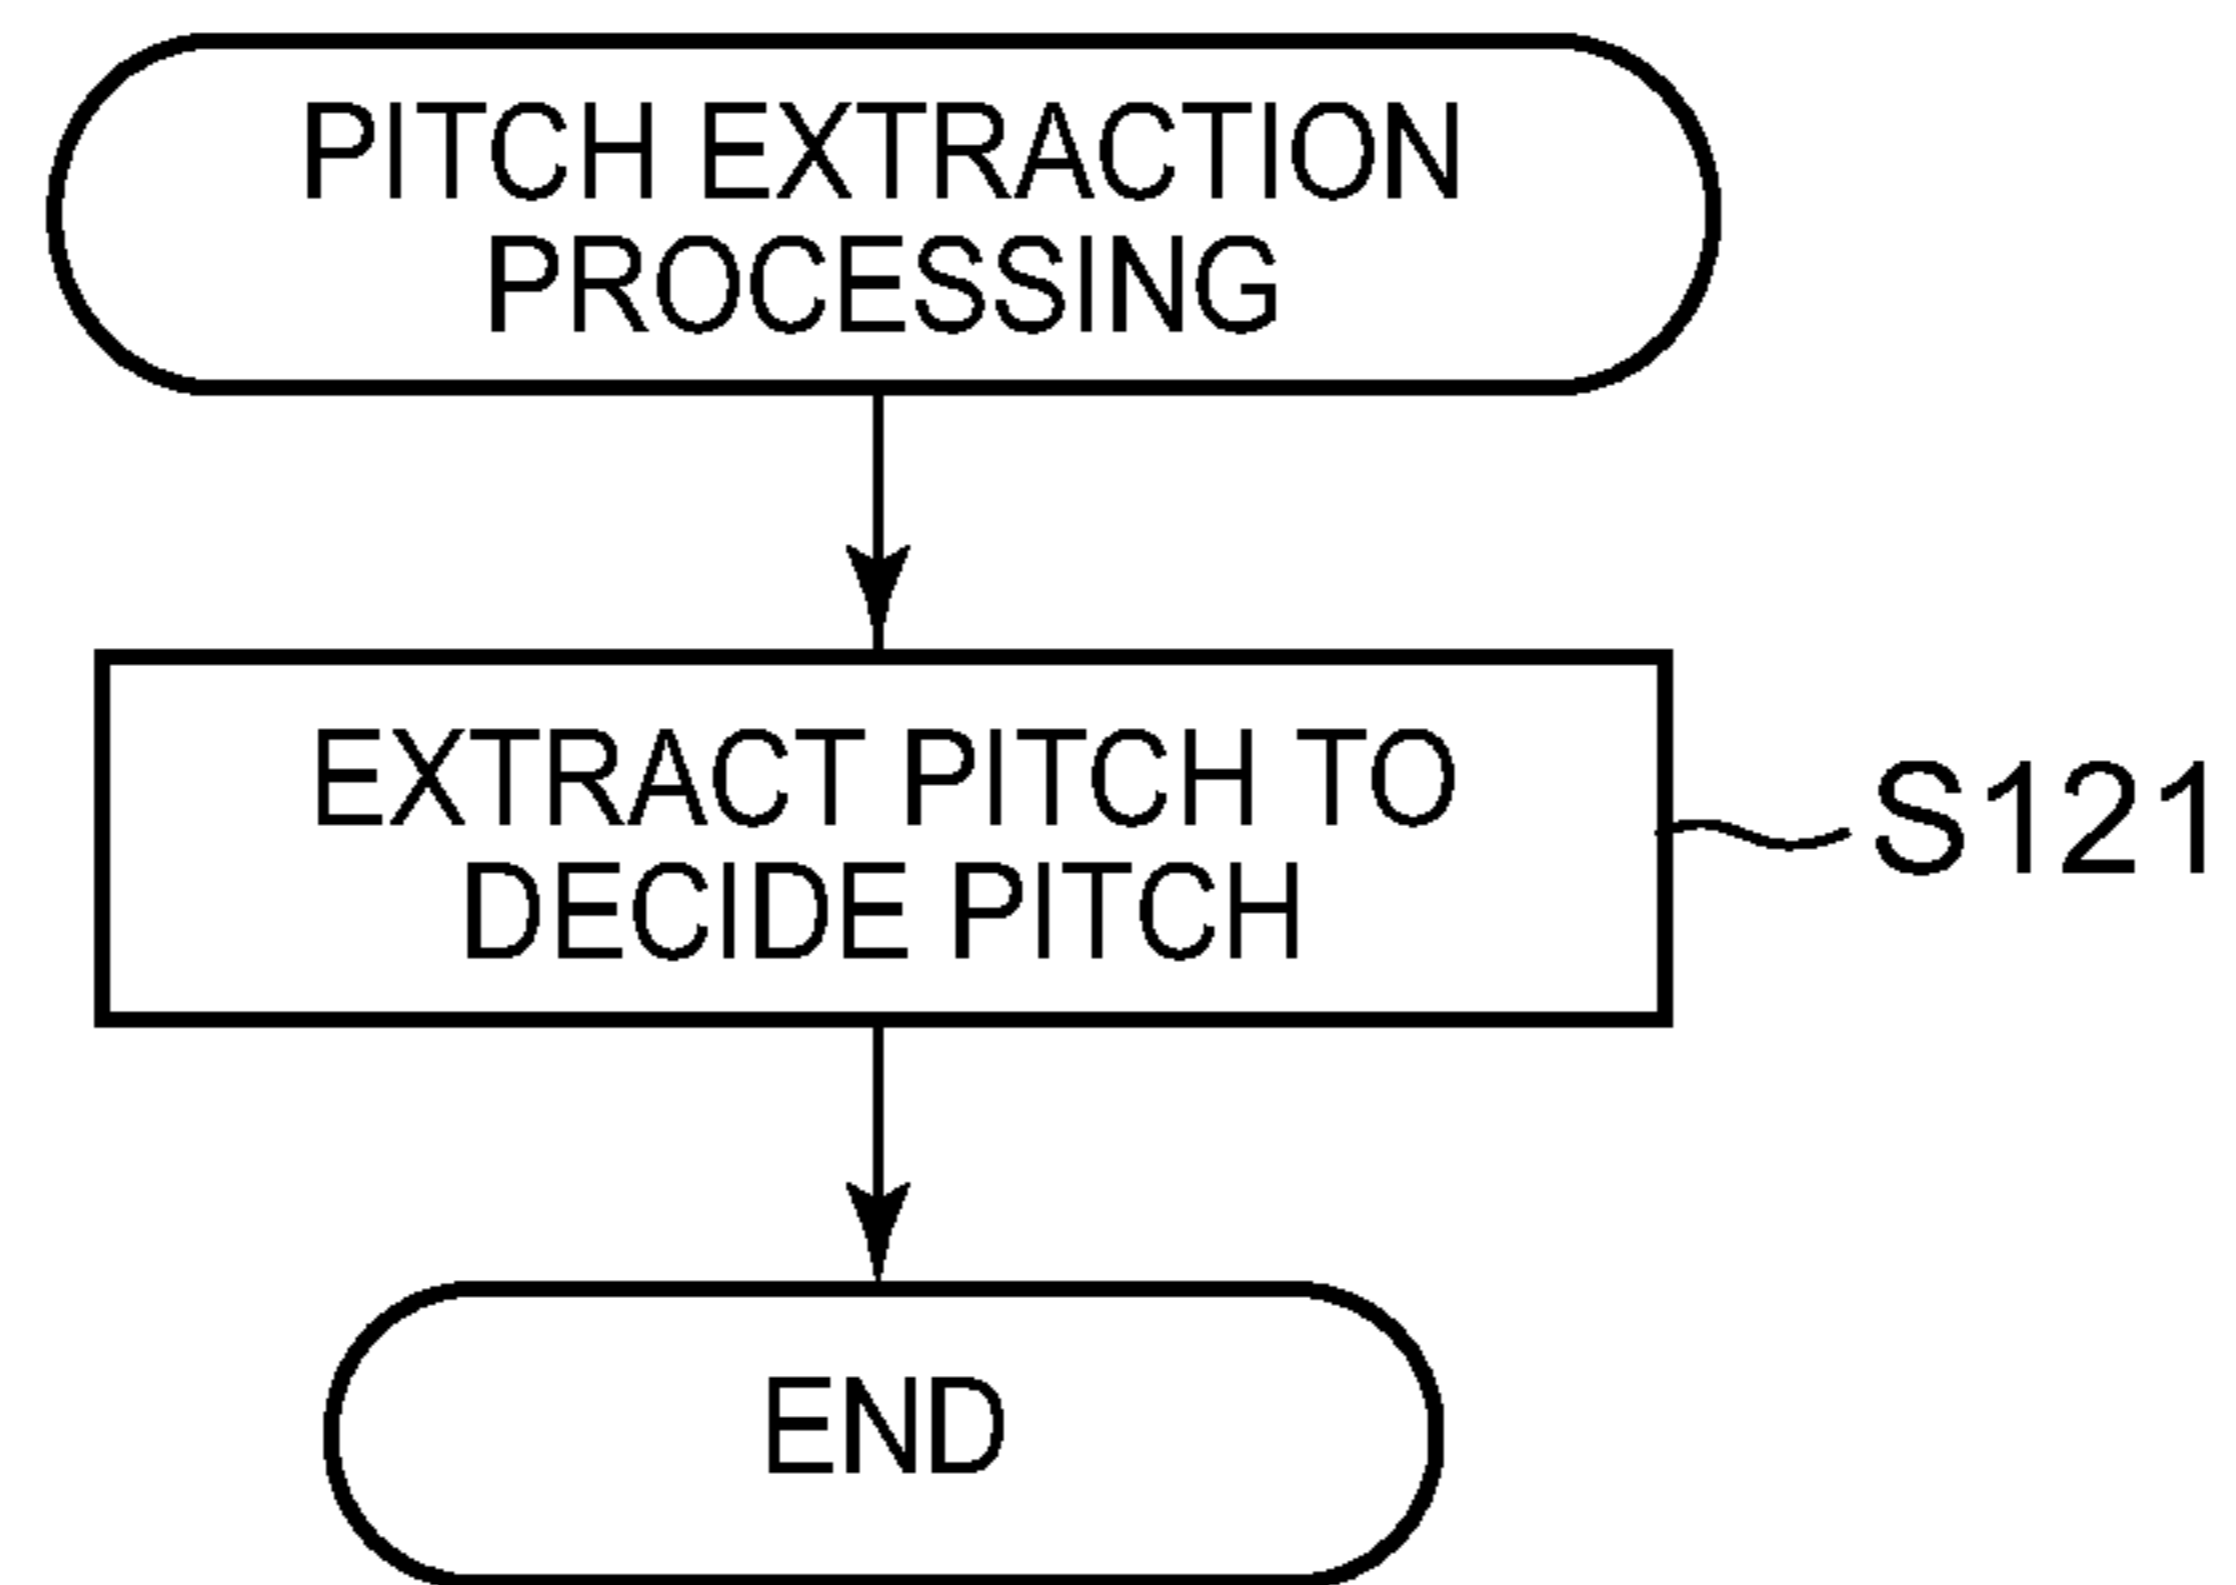 PITCH EXTRACTION
PROCESSING
EXTRACT PITCH TO
DECIDE PITCH
S121
END